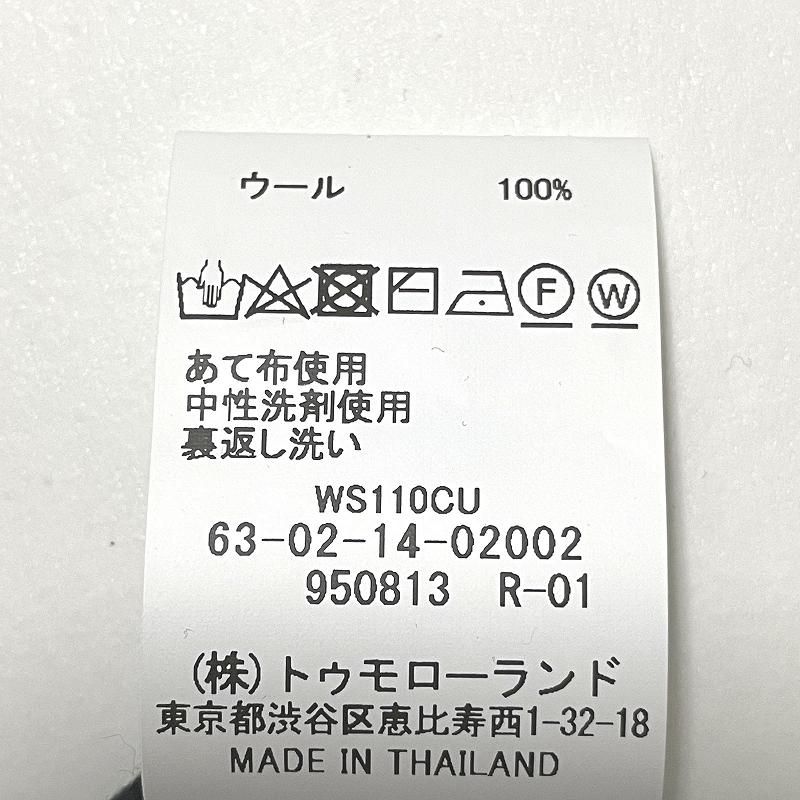 ウール 100%
F W
あて布使用
中性洗剤使用
裏返し洗い
WS110CU
63-02-14-02002
950813 R-01
(株)トゥモローランド
東京都渋谷区恵比寿西1-32-18
MADE IN THAILAND